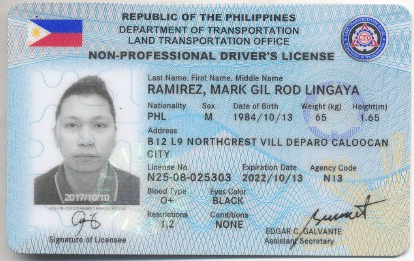 REPUBLIC OF THE PHILIPPINES
DEPARTMENT OF TRANSPORTATION
LAND TRANSPORTATION OFFICE
NON-PROFESSIONAL DRIVER'S LICENSE
Last Name. First Name. Middle Name
RAMIREZ, MARK GIL ROD LINGAYA
Nationality Sex Date of Birth Weight (kg) Height(m)
PHL M 1984/10/13 65 1.65
Address
B12 L9 NORTHCREST VILL DEPARO CALOOCAN
CITY
License No. Expiration Date Agency Code
N25-08-025303 2022/10/13 N13
Blood Type Eyes Color
O+ BLACK
Restrictions Conditions
1,2 NONE
2017/10/10
Signature of Licensee
EDGAR C. GALVANTE
Assistant Secretary